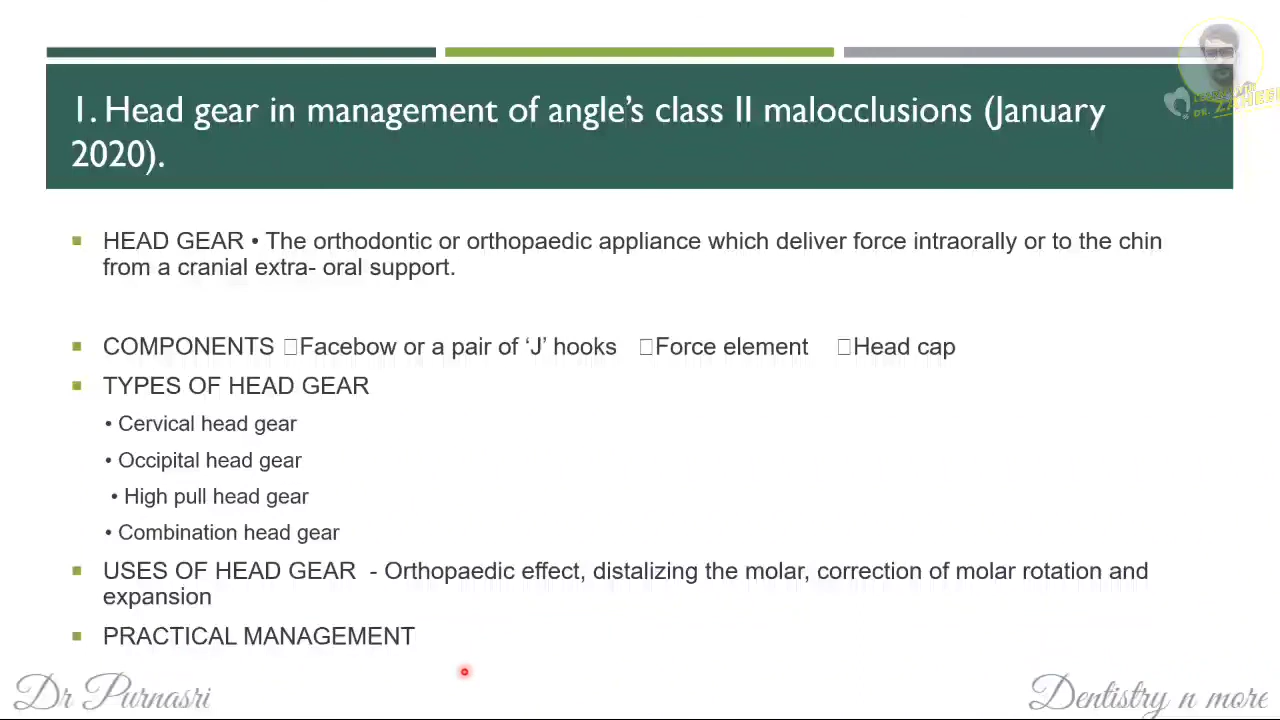 1. Head gear in management of angle’s class II malocclusions (January
2020).
HEAD GEAR • The orthodontic or orthopaedic appliance which deliver force intraorally or to the chin
from a cranial extra- oral support.
COMPONENTS □Facebow or a pair of ‘J’ hooks □Force element □Head cap
TYPES OF HEAD GEAR
• Cervical head gear
• Occipital head gear
• High pull head gear
• Combination head gear
USES OF HEAD GEAR - Orthopaedic effect, distalizing the molar, correction of molar rotation and
expansion
PRACTICAL MANAGEMENT
Dr Purnasri
Dentistry n more